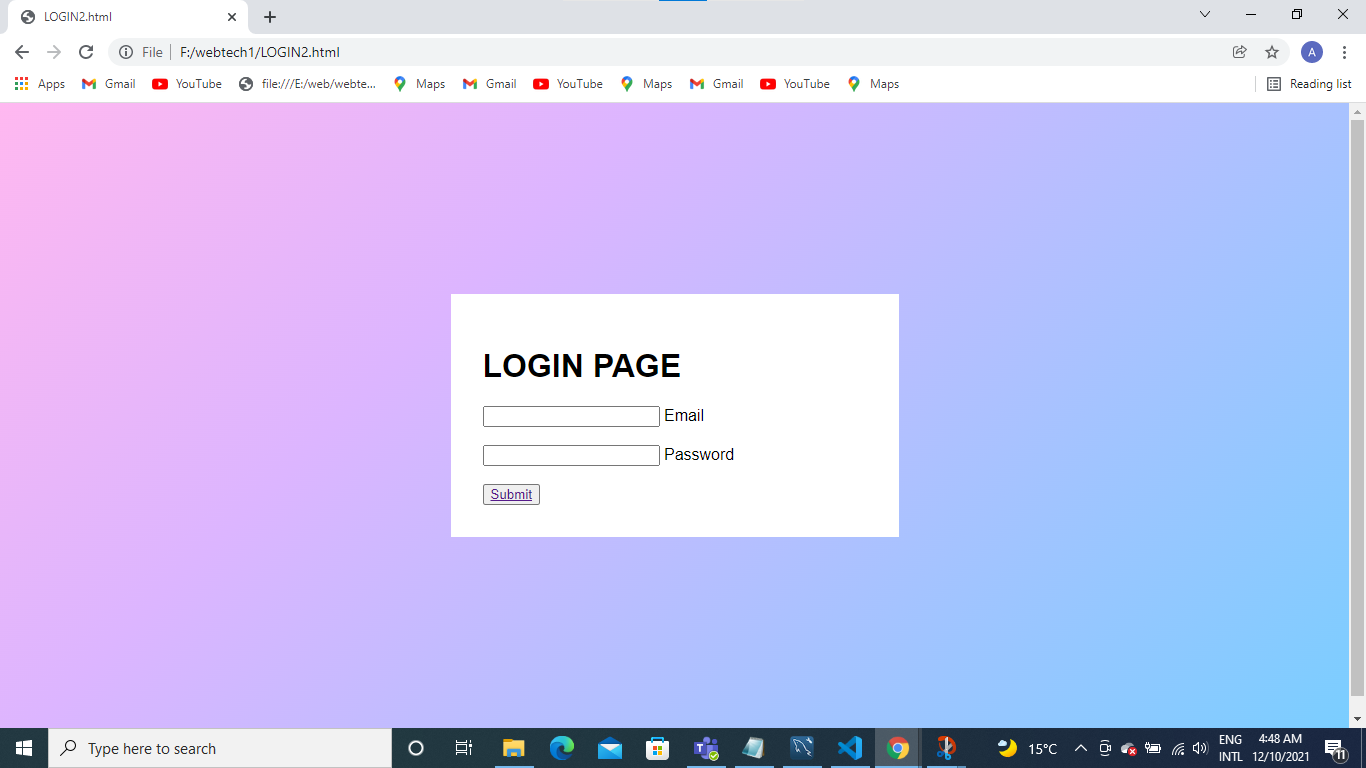 LOGIN2.html
File F:/webtech1/LOGIN2.html A
Apps Gmail YouTube file:///E:/web/webte... Maps Gmail YouTube Maps Gmail YouTube Maps Reading list
LOGIN PAGE
Email
Password
Submit
Type here to search
15°C
ENG
INTL
4:48 AM
12/10/2021
11